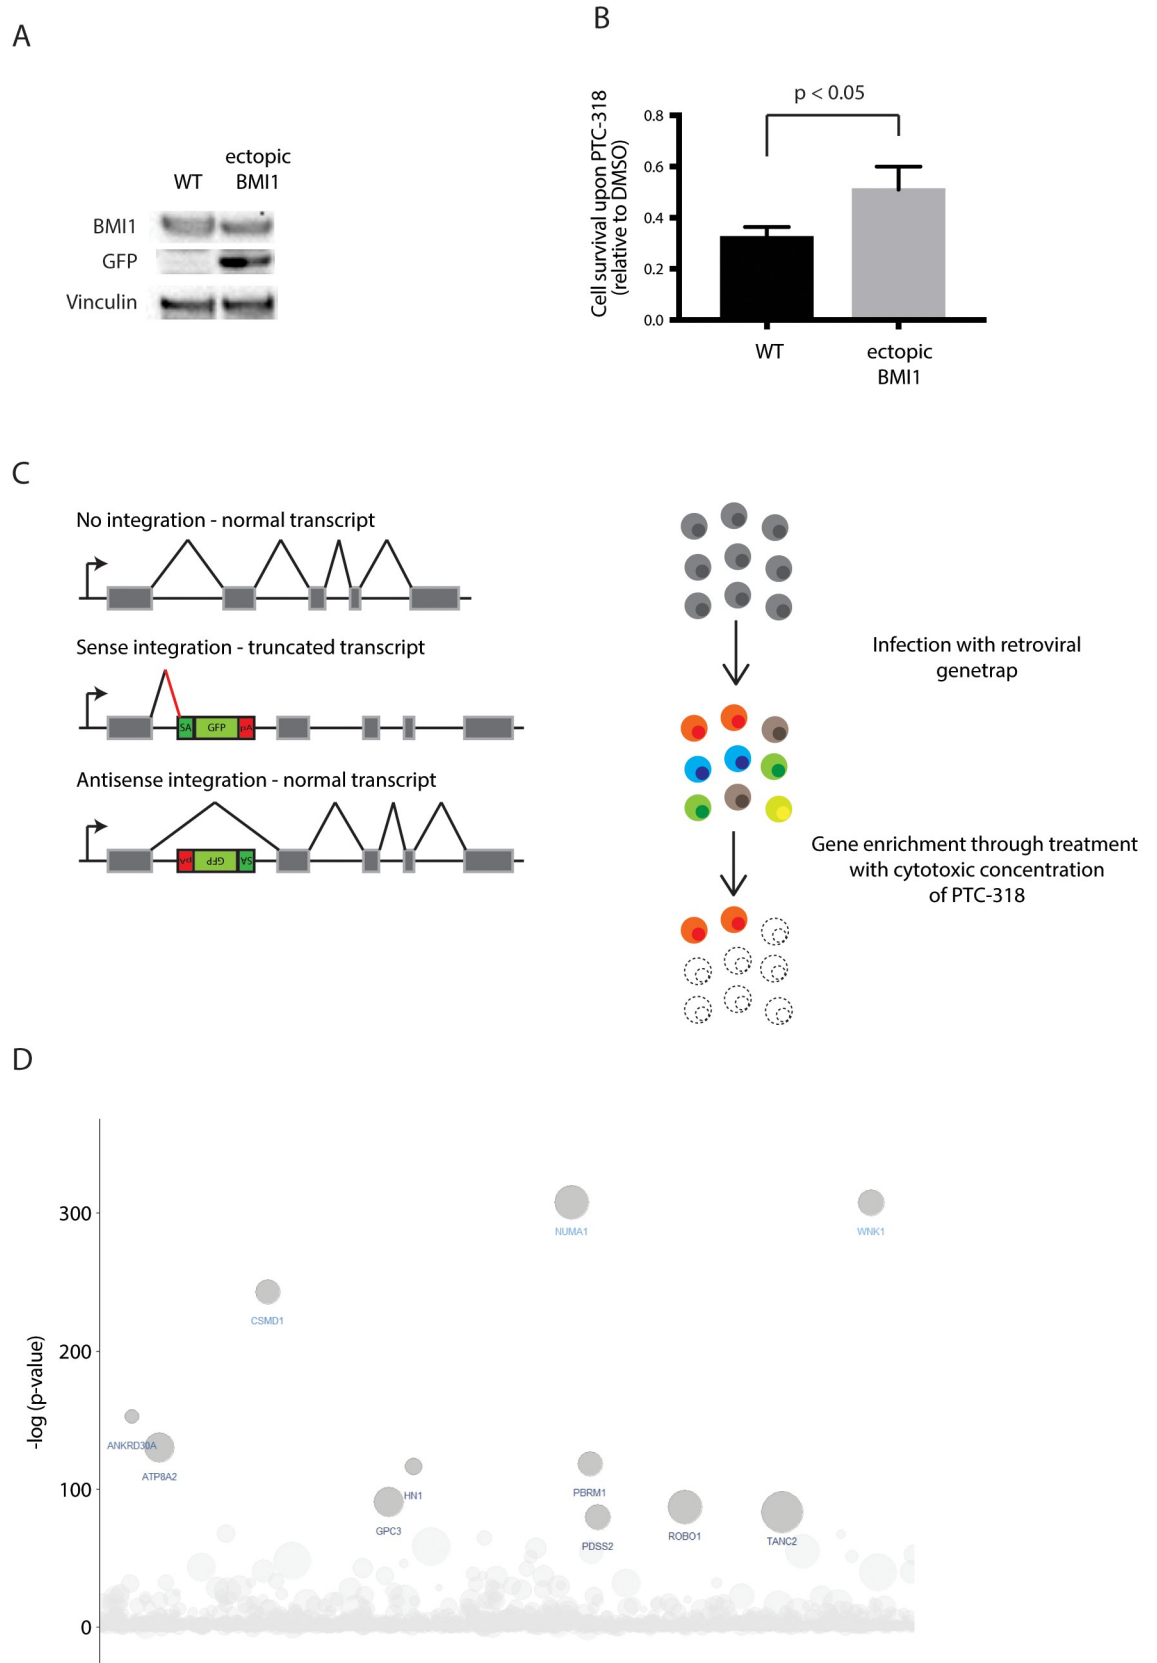 A
WT
ectopic
BMI1
BMI1
GFP
Vinculin
B
p < 0.05
Cell survival upon PTC-318
(relative to DMSO)
0.8
0.6
0.4
0.2
0.0
WT
ectopic
BMI1
C
No integration - normal transcript
Sense integration - truncated transcript
SA GFP pA
Antisense integration - normal transcript
pA GFP SA
Infection with retroviral
genetrap
Gene enrichment through treatment
with cytotoxic concentration
of PTC-318
D
-log (p-value)
300
200
100
0
NUMA1
WNK1
CSMD1
ANKRD30A
ATP8A2
HN1
GPC3
PBRM1
PDSS2
ROBO1
TANC2